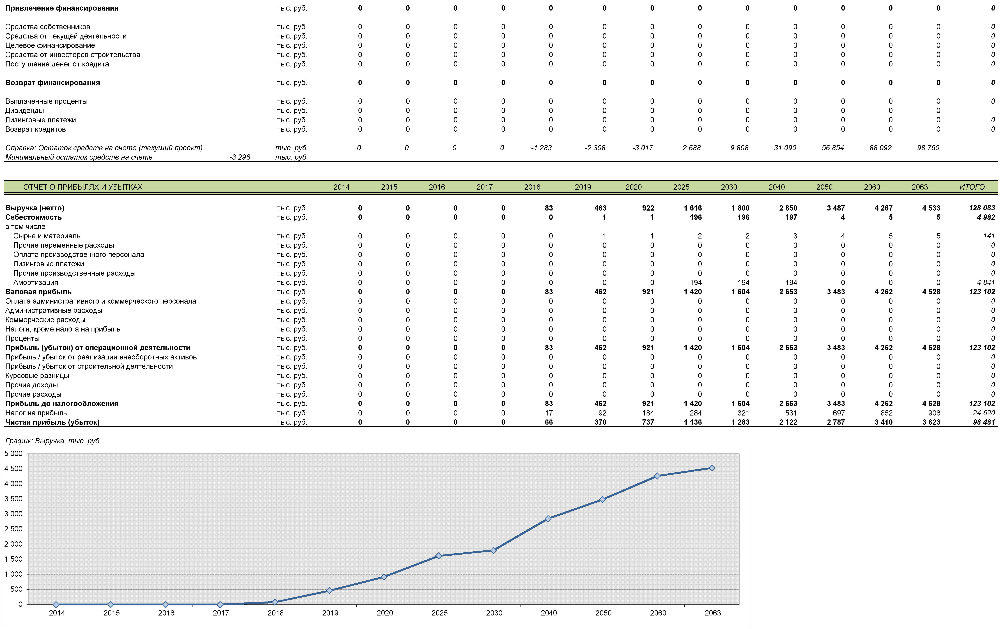 Привлечение финансирования тыс. руб. 0 0 0 0 0 0 0 0 0 0 0 0 0 0
Средства собственников тыс. руб. 0 0 0 0 0 0 0 0 0 0 0 0 0 0
Средства от текущей деятельности тыс. руб. 0 0 0 0 0 0 0 0 0 0 0 0 0 0
Целевое финансирование тыс. руб. 0 0 0 0 0 0 0 0 0 0 0 0 0 0
Средства от инвесторов строительства тыс. руб. 0 0 0 0 0 0 0 0 0 0 0 0 0 0
Поступление денег от кредита тыс. руб. 0 0 0 0 0 0 0 0 0 0 0 0 0 0
Возврат финансирования тыс. руб. 0 0 0 0 0 0 0 0 0 0 0 0 0 0
Выплаченные проценты тыс. руб. 0 0 0 0 0 0 0 0 0 0 0 0 0 0
Дивиденды тыс. руб. 0 0 0 0 0 0 0 0 0 0 0 0 0
Лизинговые платежи тыс. руб. 0 0 0 0 0 0 0 0 0 0 0 0 0 0
Возврат кредитов тыс. руб. 0 0 0 0 0 0 0 0 0 0 0 0 0 0
Справка: Остаток средств на счете (текущий проект) тыс. руб. 0 0 0 0 -1 283 -2 308 -3 017 2 688 9 808 31 090 56 854 88 092 98 760
Минимальный остаток средств на счете -3 296 тыс. руб.
ОТЧЕТ О ПРИБЫЛЯХ И УБЫТКАХ 2014 2015 2016 2017 2018 2019 2020 2025 2030 2040 2050 2060 2063 ИТОГО
Выручка (нетто) тыс. руб. 0 0 0 0 83 463 922 1 616 1 800 2 850 3 487 4 267 4 533 128 083
Себестоимость тыс. руб. 0 0 0 0 0 1 1 196 196 197 4 5 5 4 982
в том числе
Сырье и материалы тыс. руб. 0 0 0 0 0 1 1 2 2 3 4 5 5 141
Прочие переменные расходы тыс. руб. 0 0 0 0 0 0 0 0 0 0 0 0 0 0
Оплата производственного персонала тыс. руб. 0 0 0 0 0 0 0 0 0 0 0 0 0 0
Лизинговые платежи тыс. руб. 0 0 0 0 0 0 0 0 0 0 0 0 0 0
Прочие производственные расходы тыс. руб. 0 0 0 0 0 0 0 0 0 0 0 0 0 0
Амортизация тыс. руб. 0 0 0 0 0 0 0 194 194 194 0 0 0 4 841
Валовая прибыль тыс. руб. 0 0 0 0 83 462 921 1 420 1 604 2 653 3 483 4 262 4 528 123 102
Оплата административного и коммерческого персонала тыс. руб. 0 0 0 0 0 0 0 0 0 0 0 0 0 0
Административные расходы тыс. руб. 0 0 0 0 0 0 0 0 0 0 0 0 0 0
Коммерческие расходы тыс. руб. 0 0 0 0 0 0 0 0 0 0 0 0 0 0
Налоги, кроме налога на прибыль тыс. руб. 0 0 0 0 0 0 0 0 0 0 0 0 0 0
Проценты тыс. руб. 0 0 0 0 0 0 0 0 0 0 0 0 0 0
Прибыль (убыток) от операционной деятельности тыс. руб. 0 0 0 0 83 462 921 1 420 1 604 2 653 3 483 4 262 4 528 123 102
Прибыль / убыток от реализации внеоборотных активов тыс. руб. 0 0 0 0 0 0 0 0 0 0 0 0 0 0
Прибыль / убыток от строительной деятельности тыс. руб. 0 0 0 0 0 0 0 0 0 0 0 0 0 0
Курсовые разницы тыс. руб. 0 0 0 0 0 0 0 0 0 0 0 0 0 0
Прочие доходы тыс. руб. 0 0 0 0 0 0 0 0 0 0 0 0 0 0
Прочие расходы тыс. руб. 0 0 0 0 0 0 0 0 0 0 0 0 0 0
Прибыль до налогообложения тыс. руб. 0 0 0 0 83 462 921 1 420 1 604 2 653 3 483 4 262 4 528 123 102
Налог на прибыль тыс. руб. 0 0 0 0 17 92 184 284 321 531 697 852 906 24 620
Чистая прибыль (убыток) тыс. руб. 0 0 0 0 66 370 737 1 136 1 283 2 122 2 787 3 410 3 623 98 481
График: Выручка, тыс. руб.
5 000
4 500
4 000
3 500
3 000
2 500
2 000
1 500
1 000
500
0
2014 2015 2016 2017 2018 2019 2020 2025 2030 2040 2050 2060 2063